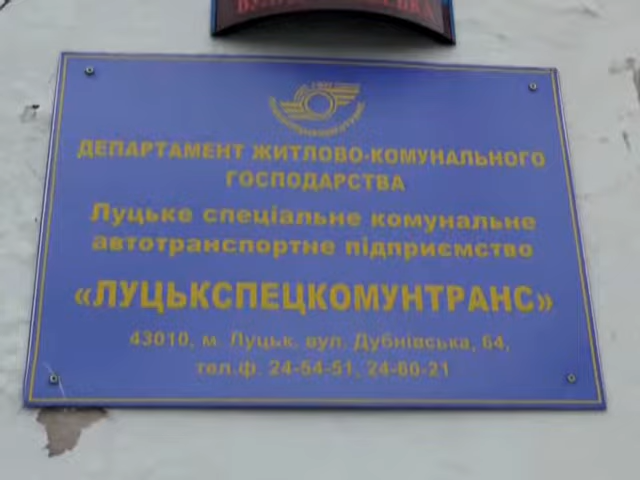 ДЕПАРТАМЕНТ ЖИТЛОВО-КОМУНАЛЬНОГО
ГОСПОДАРСТВА
Луцьке спеціальне комунальне
автотранспортне підприємство
«ЛУЦЬКСПЕЦКОМУНТРАНС»
43010, м. Луцьк. вул. Дубнівська, 64,
тел.ф. 24-54-51, 24-60-21